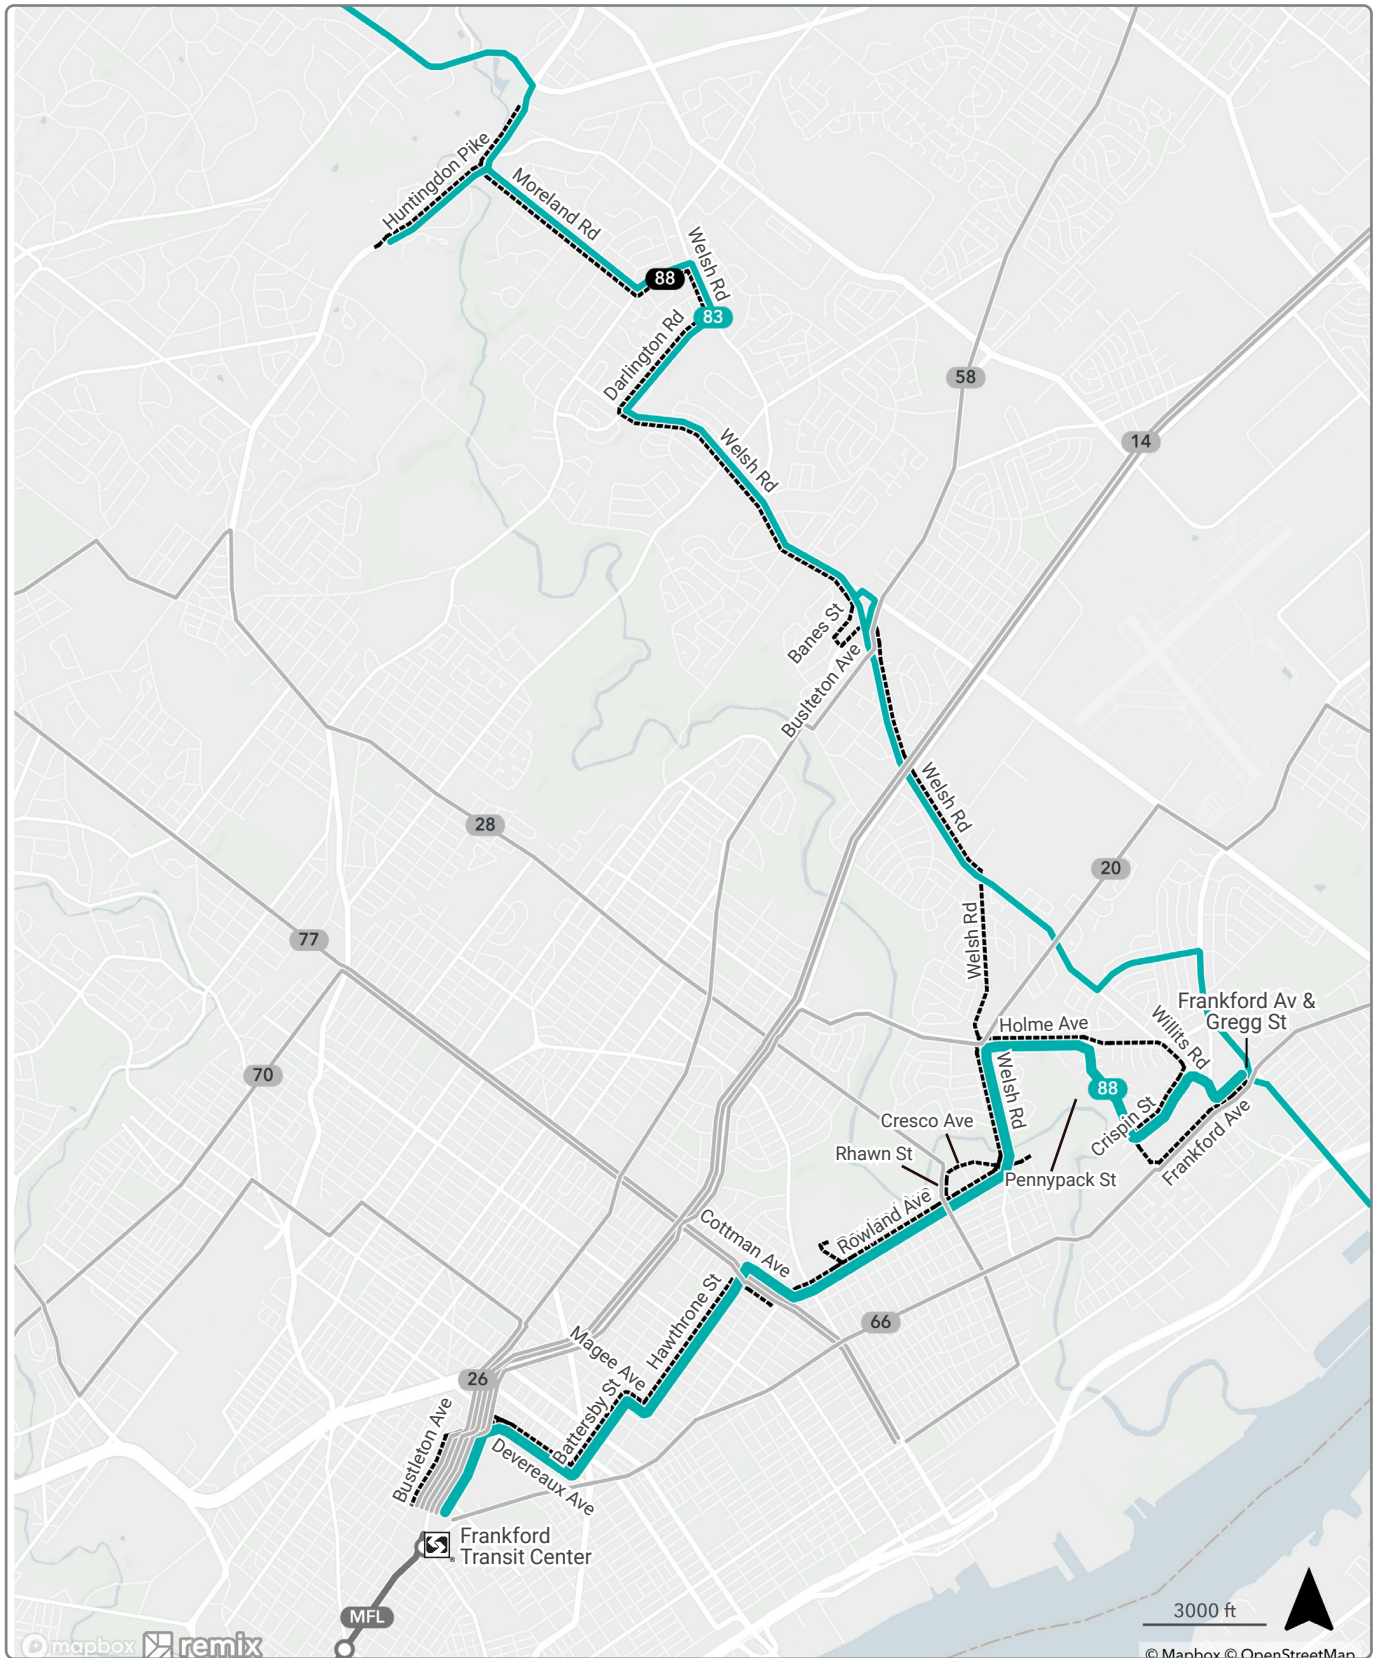 Huntingdon Pike
Moreland Rd
Welsh Rd
88
83
Darlington Rd
58
14
Welsh Rd
Banes St
Buslteton Ave
Welsh Rd
28
20
Welsh Rd
77
Frankford Av &
Gregg St
Holme Ave
Willits Rd
70
Welsh Rd
88
Cresco Ave
Crispin St
Rhawn St
Pennypack St
Frankford Ave
Rowland Ave
Cottman Ave
66
Hawthrone St
Magee Ave
26
Battersby St
Bustleton Ave
Devereaux Ave
Frankford
Transit Center
MFL
3000 ft
mapbox
remix
© Mapbox © OpenStreetMap